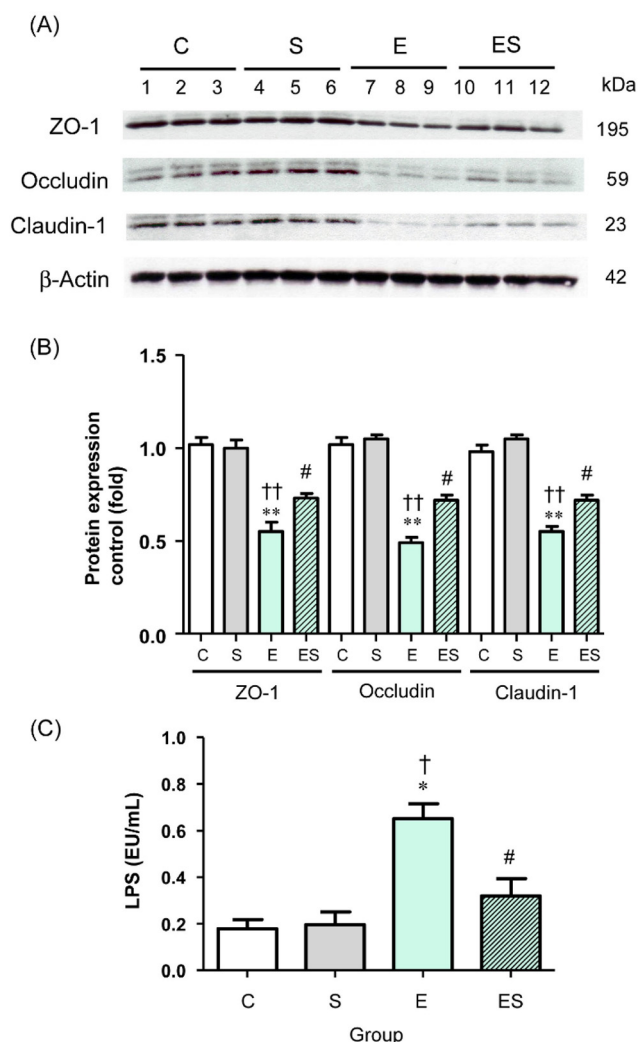 (A)
C S E ES
1 2 3 4 5 6 7 8 9 10 11 12 kDa
ZO-1 195
Occludin 59
Claudin-1 23
β-Actin 42
(B)
Protein expression
control (fold)
1.5
1.0
0.5
0.0
†† # †† # †† #
** ** **
C S E ES C S E ES C S E ES
ZO-1 Occludin Claudin-1
(C)
LPS (EU/mL)
1.0
0.8
0.6
0.4
0.2
0.0
†
*
#
C S E ES
Group